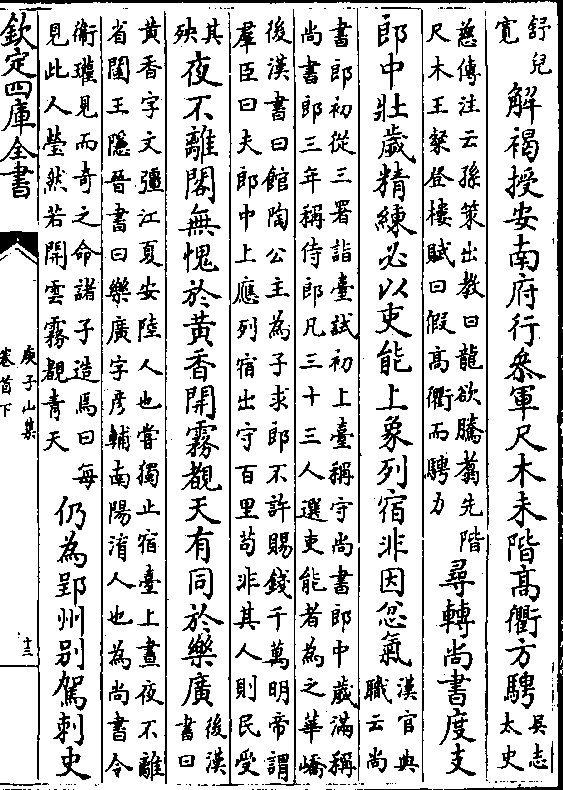 舒兒
寬
解褐授安南府行參軍尺木未階高衢方騁
吳志
太史
慈傳注云孫策出教曰龍欲騰翥先階
尺木王粲登樓賦曰假高衢而騁力
尋轉尚書度支
郎中壯歲精練必以吏能上象列宿非因忿氣
漢官典
職云尚
書郎初從三署詣臺試初上臺稱守尚書郎中歲滿稱
尚書郎三年稱侍郎凡三十三人選吏能者為之華嶠
後漢書曰館陶公主為子求郎不許賜錢千萬明帝謂
羣臣曰夫郎中上應列宿出守百里苟非其人則民受
其
殃
夜不離閣無愧於黃香開霧覩天有同於樂廣
後漢
書曰
黃香字文彊江夏安陸人也嘗獨止宿臺上晝夜不離
省闥王隱晉書曰樂廣字彦輔南陽淯人也為尚書令
衛瓘見而奇之命諸子造焉曰每
見此人瑩然若開雲霧覩青天
仍為郢州别駕刺史
欽定四庫全書
庾子山集
卷首下
十三